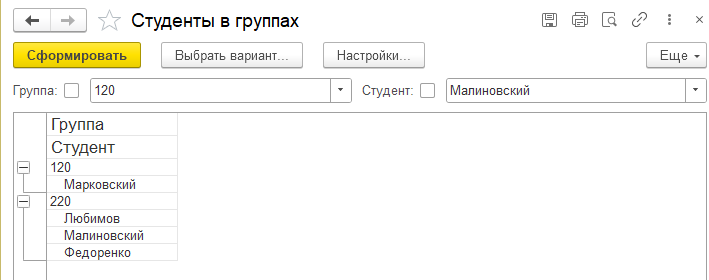 Студенты в группах
Сформировать Выбрать вариант... Настройки... Еще
Группа: 120 Студент: Малиновский
Группа
Студент
120
Марковский
220
Любимов
Малиновский
Федоренко